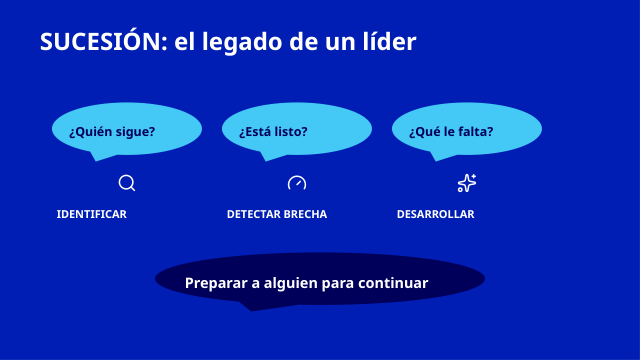 SUCESIÓN: el legado de un líder
¿Quién sigue?
¿Está listo?
¿Qué le falta?
IDENTIFICAR
DETECTAR BRECHA
DESARROLLAR
Preparar a alguien para continuar